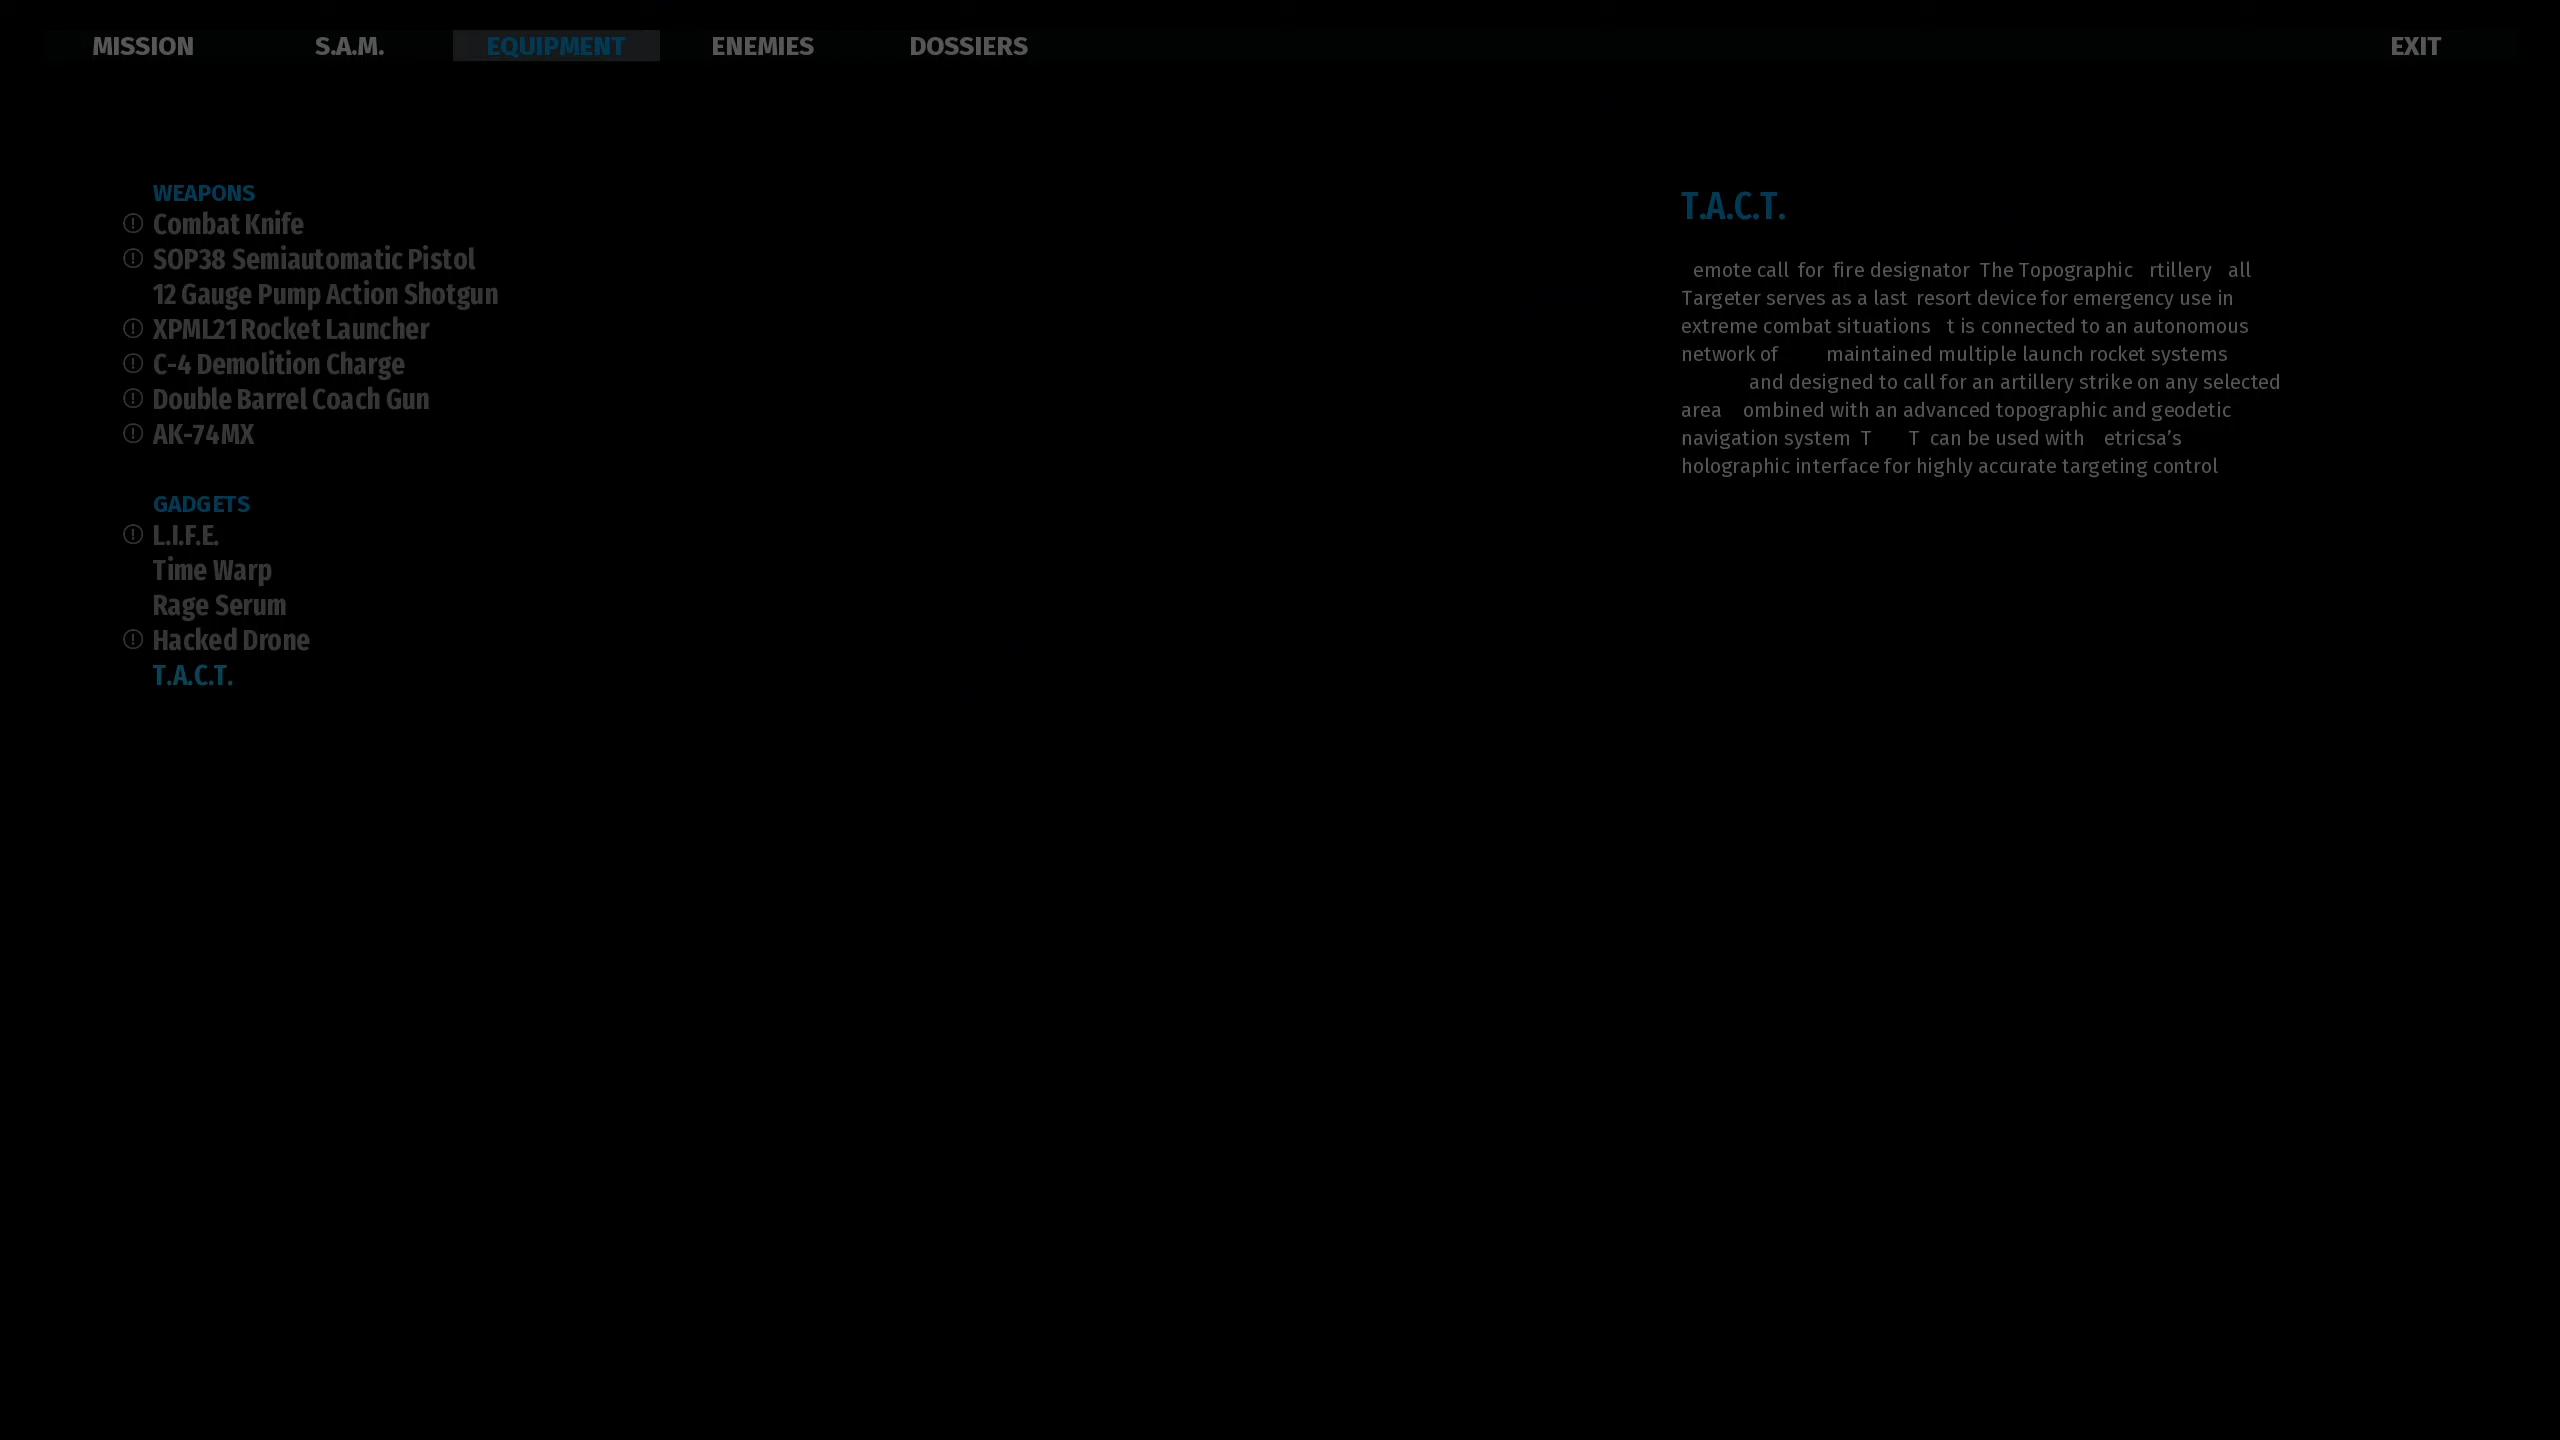 MISSION S.A.M. EQUIPMENT ENEMIES DOSSIERS EXIT
WEAPONS
Combat Knife
SOP38 Semiautomatic Pistol
12 Gauge Pump Action Shotgun
XPML21 Rocket Launcher
C-4 Demolition Charge
Double Barrel Coach Gun
AK-74MX
GADGETS
L.I.F.E.
Time Warp
Rage Serum
Hacked Drone
T.A.C.T.
T.A.C.T.
emote call for fire designator The Topographic rtillery all
Targeter serves as a last resort device for emergency use in
extreme combat situations t is connected to an autonomous
network of maintained multiple launch rocket systems
and designed to call for an artillery strike on any selected
area ombined with an advanced topographic and geodetic
navigation system T T can be used with etricsa’s
holographic interface for highly accurate targeting control